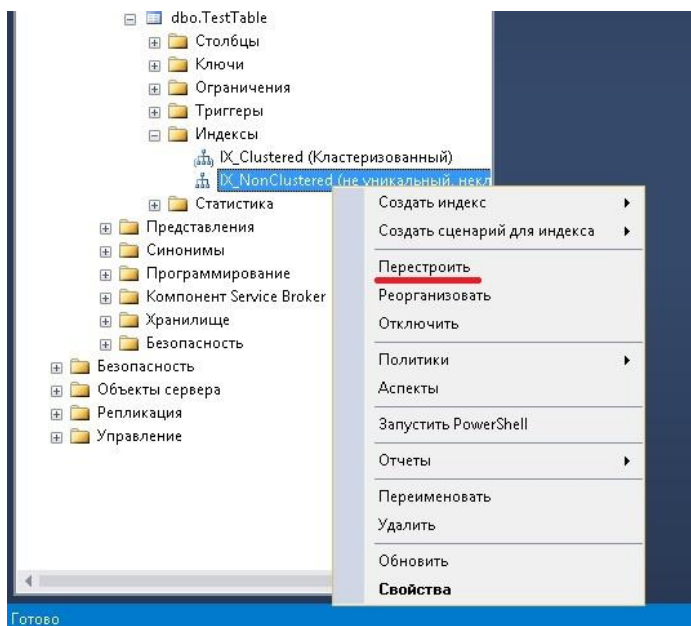 dbo.TestTable
Столбцы
Ключи
Ограничения
Триггеры
Индексы
IX_Clustered (Кластеризованный)
IX_NonClustered (не уникальный, некл
Статистика
Представления
Синонимы
Программирование
Компонент Service Broker
Хранилище
Безопасность
Безопасность
Объекты сервера
Репликация
Управление
Создать индекс
Создать сценарий для индекса
Перестроить
Реорганизовать
Отключить
Политики
Аспекты
Запустить PowerShell
Отчеты
Переименовать
Удалить
Обновить
Свойства
Готово